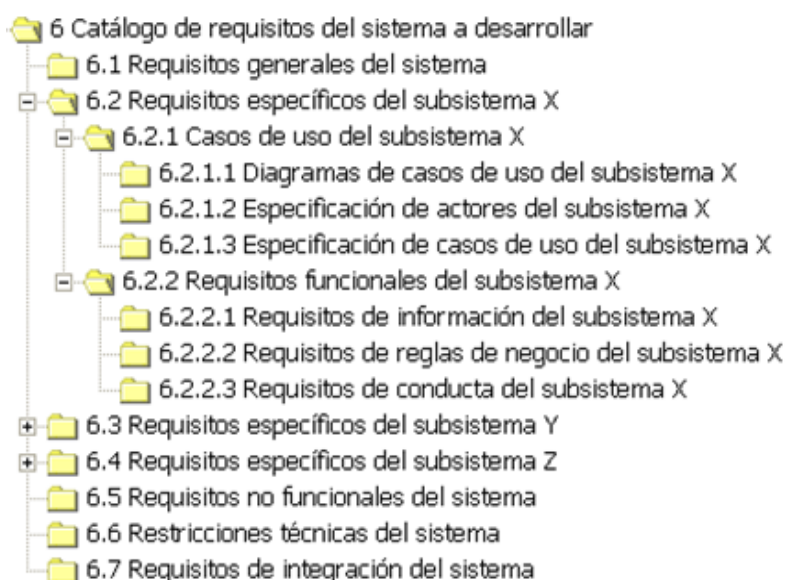 6 Catálogo de requisitos del sistema a desarrollar
6.1 Requisitos generales del sistema
6.2 Requisitos específicos del subsistema X
6.2.1 Casos de uso del subsistema X
6.2.1.1 Diagramas de casos de uso del subsistema X
6.2.1.2 Especificación de actores del subsistema X
6.2.1.3 Especificación de casos de uso del subsistema X
6.2.2 Requisitos funcionales del subsistema X
6.2.2.1 Requisitos de información del subsistema X
6.2.2.2 Requisitos de reglas de negocio del subsistema X
6.2.2.3 Requisitos de conducta del subsistema X
6.3 Requisitos específicos del subsistema Y
6.4 Requisitos específicos del subsistema Z
6.5 Requisitos no funcionales del sistema
6.6 Restricciones técnicas del sistema
6.7 Requisitos de integración del sistema